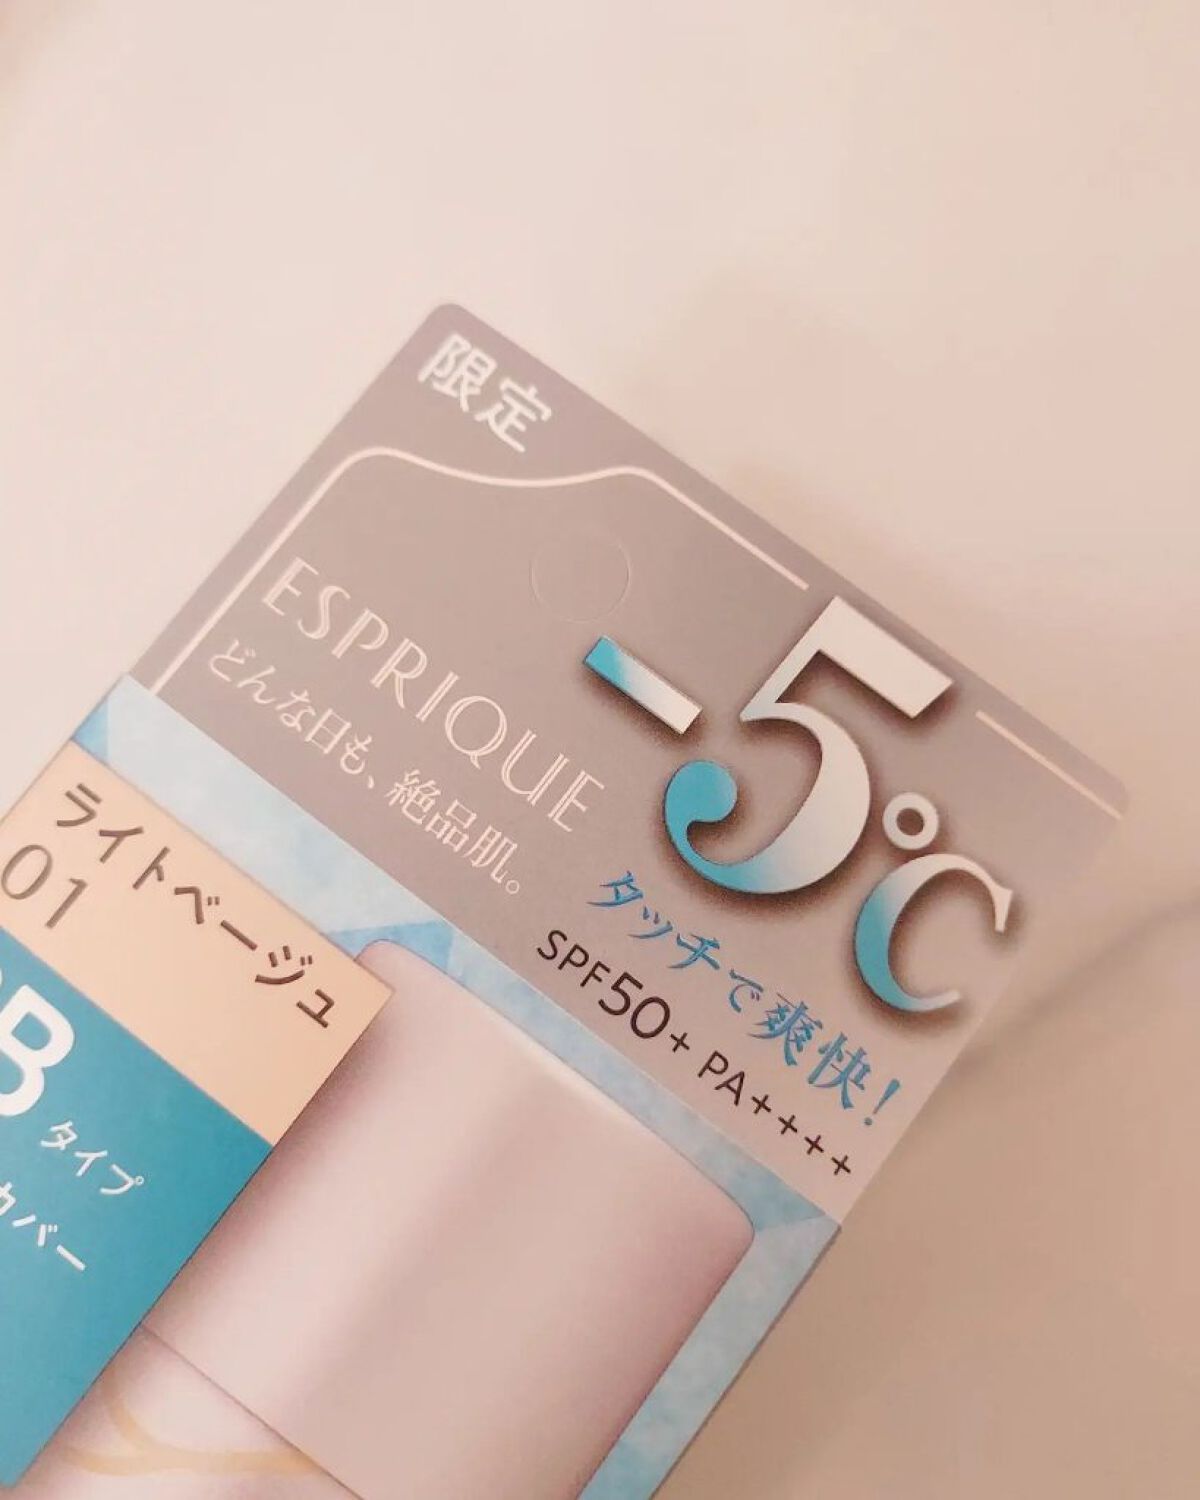 限定
ESPRIQUE
どんな日も、絶品肌。
-5℃
タッチで爽快!
SPF50+ PA++++
ライトベージュ
01
B
タイプ
カバー